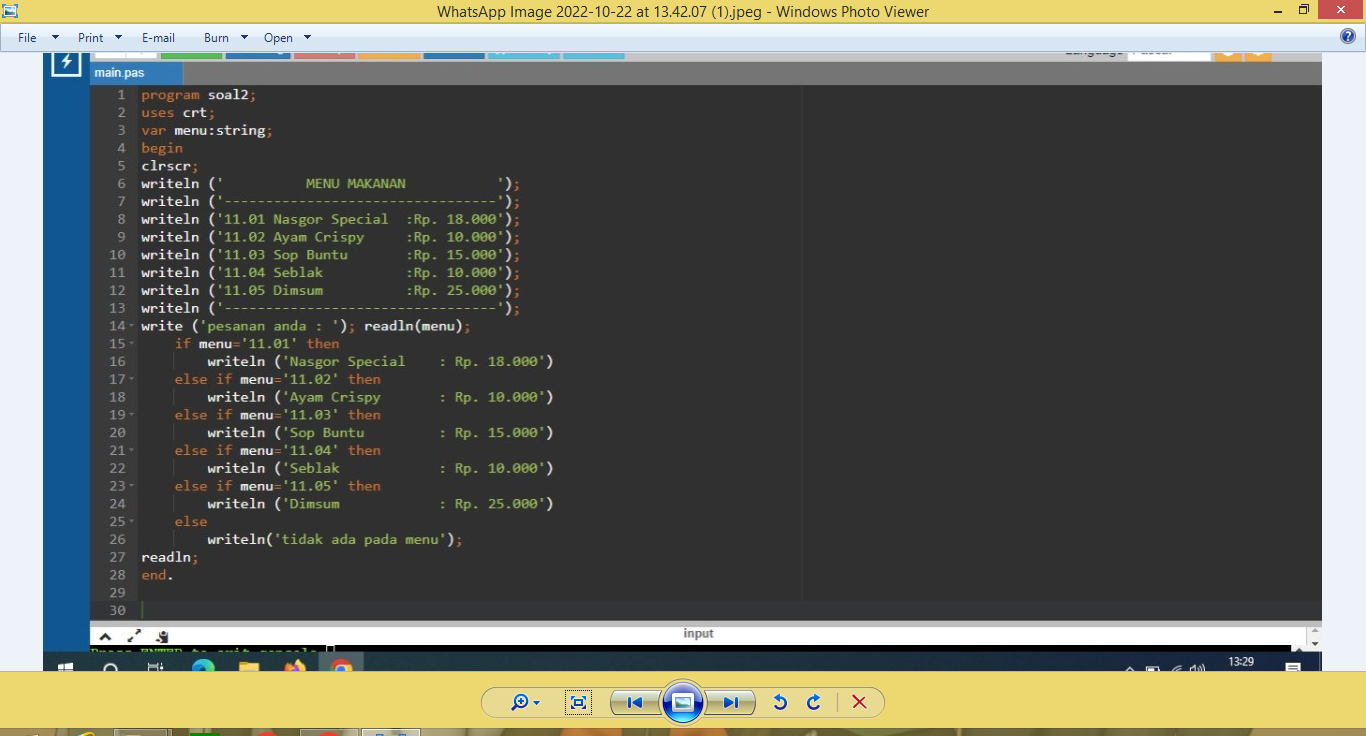 WhatsApp Image 2022-10-22 at 13.42.07 (1).jpeg - Windows Photo Viewer
File Print E-mail Burn Open
main.pas
1 program soal2;
2 uses crt;
3 var menu:string;
4 begin
5 clrscr;
6 writeln ('          MENU MAKANAN           ');
7 writeln ('---------------------------------');
8 writeln ('11.01 Nasgor Special  :Rp. 18.000');
9 writeln ('11.02 Ayam Crispy     :Rp. 10.000');
10 writeln ('11.03 Sop Buntu       :Rp. 15.000');
11 writeln ('11.04 Seblak          :Rp. 10.000');
12 writeln ('11.05 Dimsum          :Rp. 25.000');
13 writeln ('---------------------------------');
14 write ('pesanan anda : '); readln(menu);
15 if menu='11.01' then
16 writeln ('Nasgor Special    : Rp. 18.000')
17 else if menu='11.02' then
18 writeln ('Ayam Crispy       : Rp. 10.000')
19 else if menu='11.03' then
20 writeln ('Sop Buntu         : Rp. 15.000')
21 else if menu='11.04' then
22 writeln ('Seblak            : Rp. 10.000')
23 else if menu='11.05' then
24 writeln ('Dimsum            : Rp. 25.000')
25 else
26 writeln('tidak ada pada menu');
27 readln;
28 end.
29
30
input
13:29